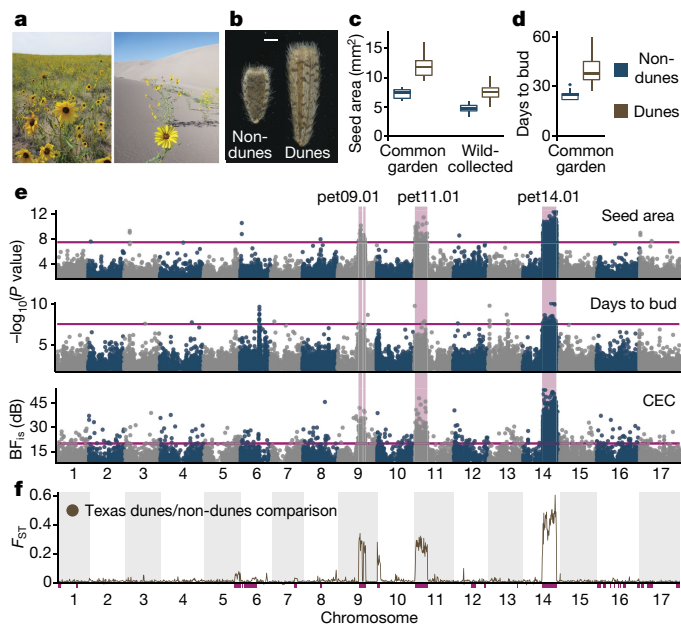 a
b
c
d
Non-
dunes
Dunes
Seed area (mm²)
15
10
5
0
Common
garden
Wild-
collected
Days to bud
60
30
0
Common
garden
Non-
dunes
Dunes
e
pet09.01
pet11.01
pet14.01
–log₁₀(P value)
12
8
4
Seed area
10
5
Days to bud
BFᵢₛ (dB)
45
30
15
CEC
1 2 3 4 5 6 7 8 9 10 11 12 13 14 15 16 17
f
FST
0.6
0.4
0.2
0
Texas dunes/non-dunes comparison
1 2 3 4 5 6 7 8 9 10 11 12 13 14 15 16 17
Chromosome